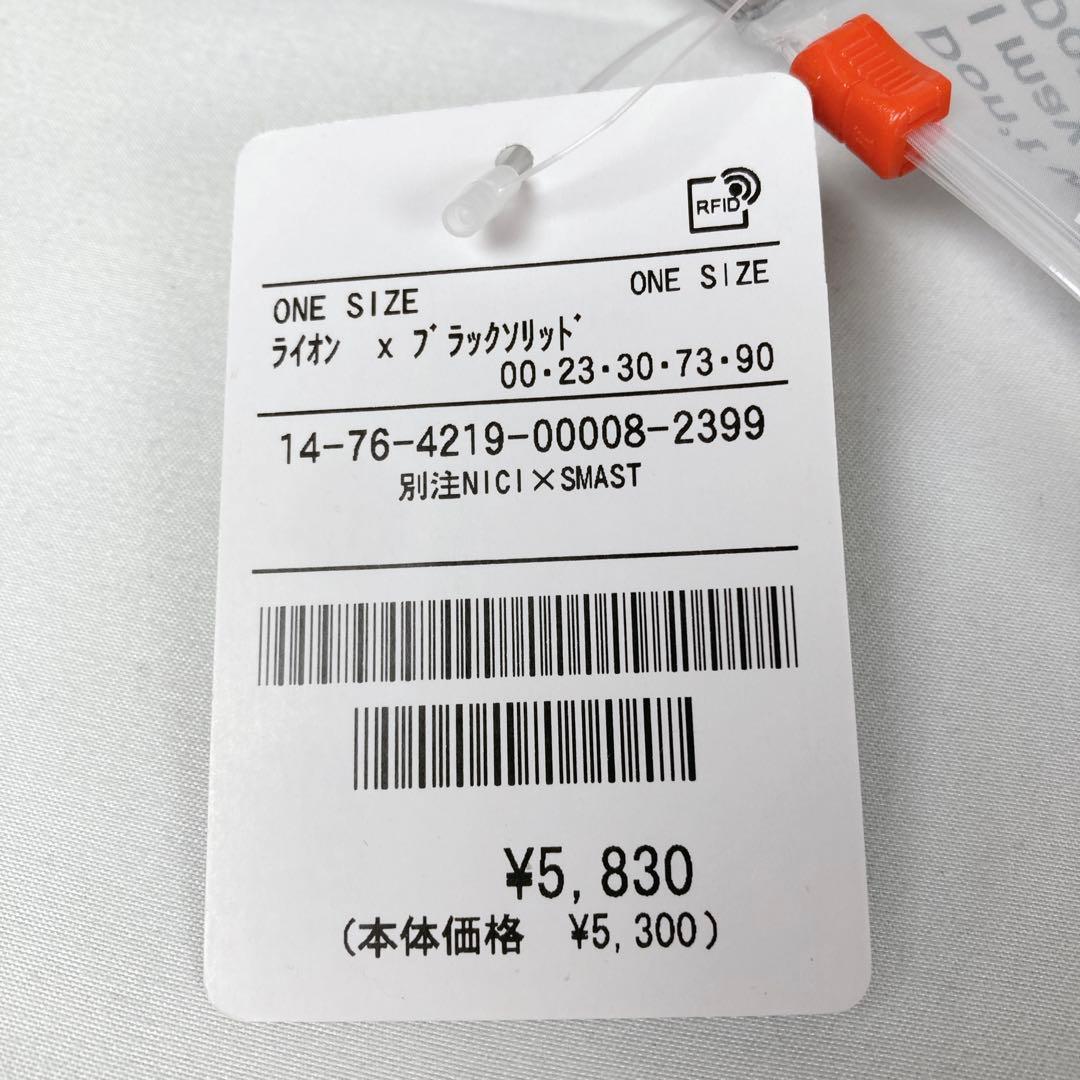 RFID
ONE SIZE ONE SIZE
ﾗｲｵﾝ x ﾌﾞﾗｯｸｿﾘｯﾄﾞ
00・23・30・73・90
14-76-4219-00008-2399
別注NICI×SMAST
¥5,830
(本体価格 ¥5,300)